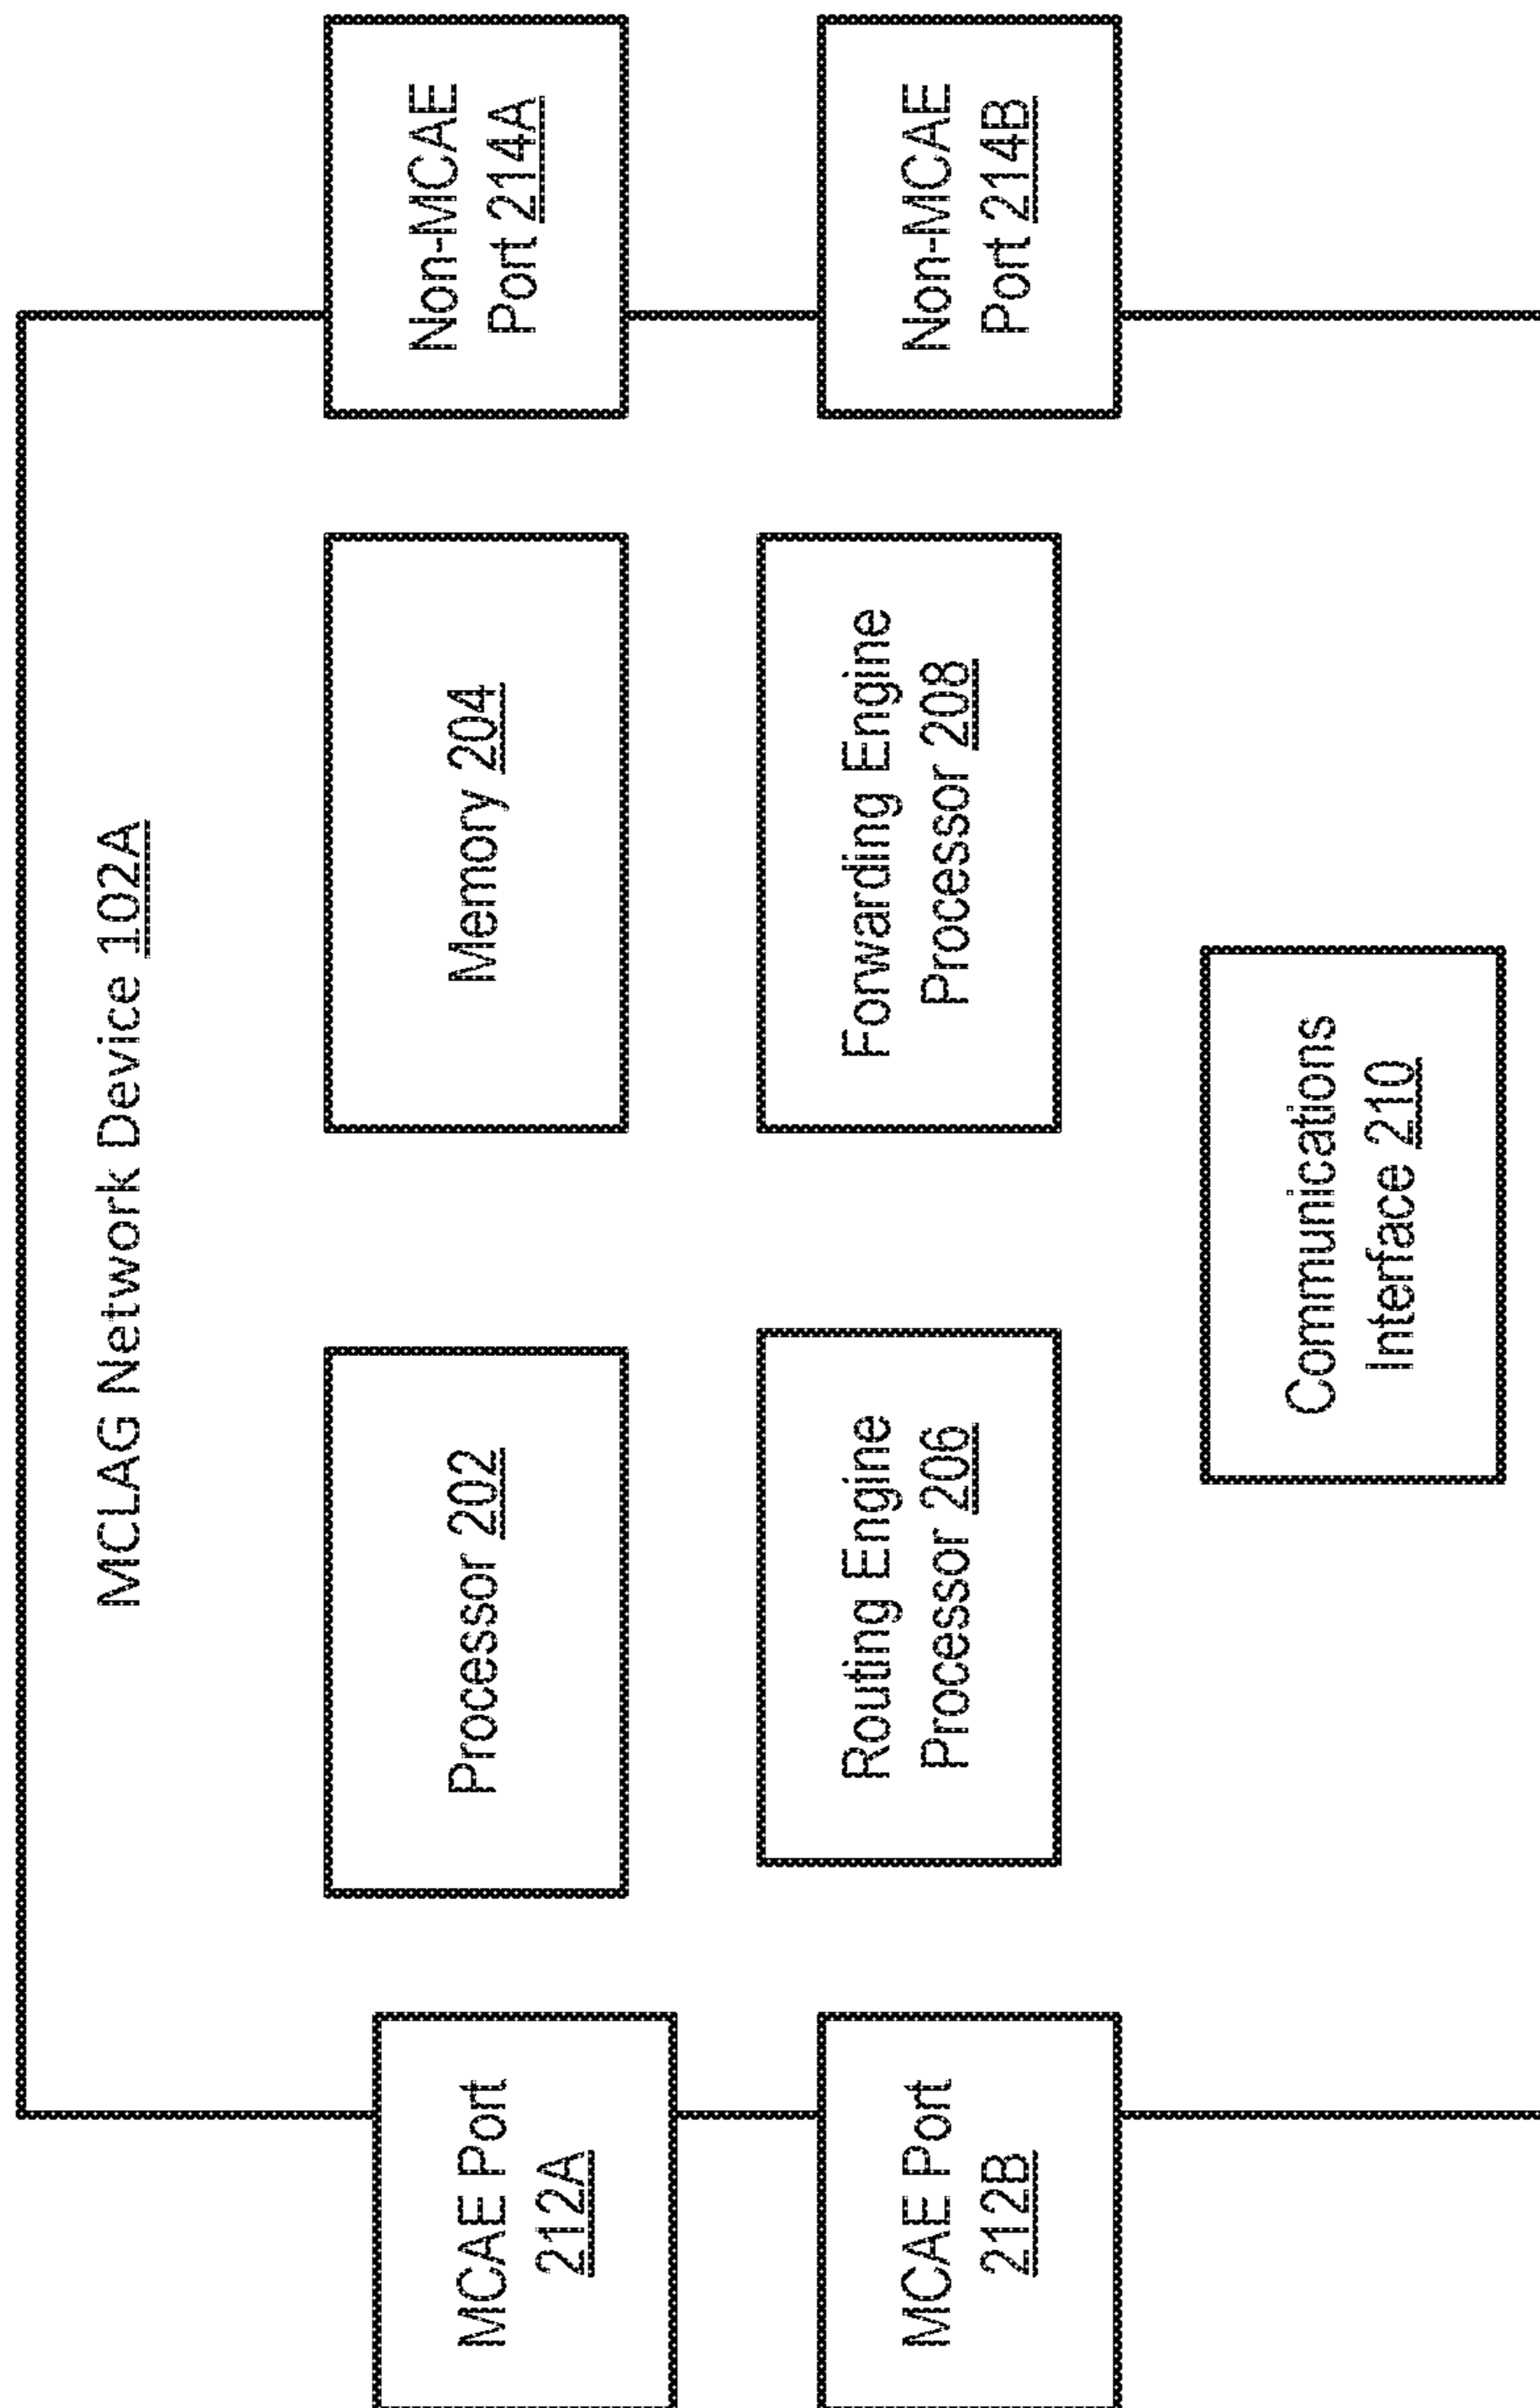 MCLAG Network Device 102A
MCAE Port
212A
Processor 202
Memory 204
Non-MCAE
Port 214A
MCAE Port
212B
Routing Engine
Processor 206
Forwarding Engine
Processor 208
Non-MCAE
Port 214B
Communications
Interface 210